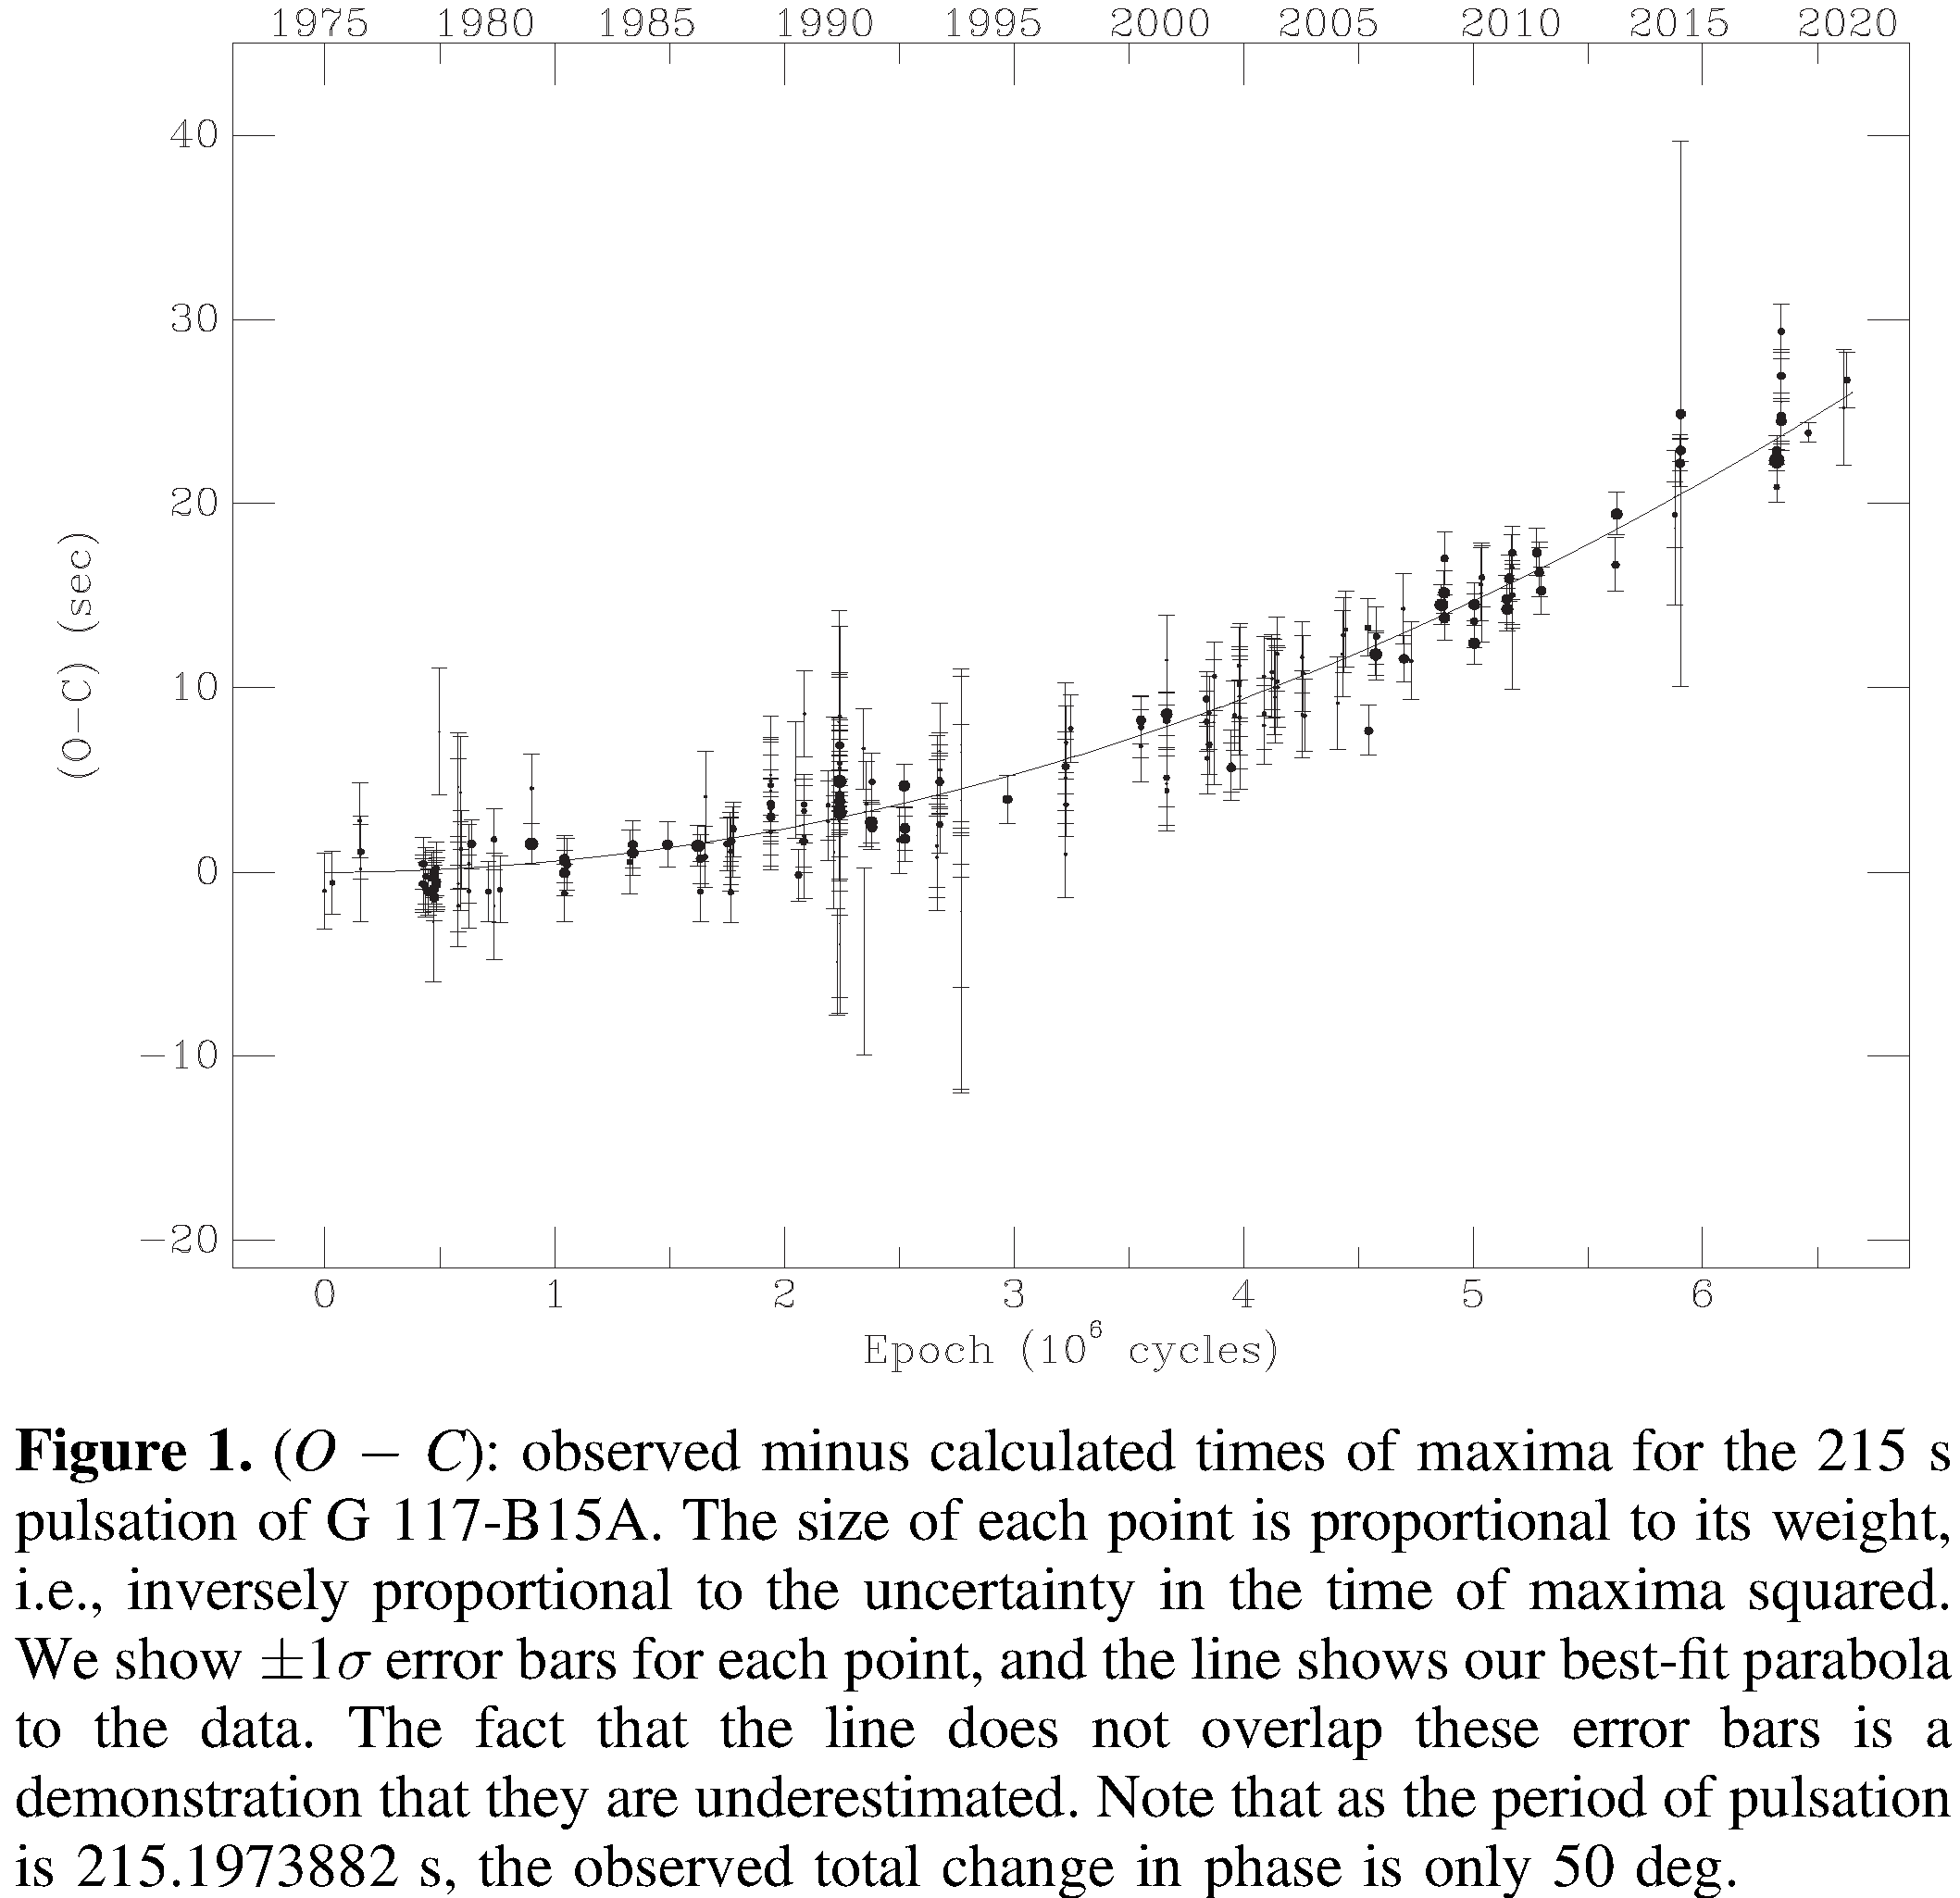 1975 1980 1985 1990 1995 2000 2005 2010 2015 2020
40
30
20
10
0
−10
−20
(O−C) (sec)
0 1 2 3 4 5 6
Epoch (10⁶ cycles)
Figure 1. (O − C): observed minus calculated times of maxima for the 215 s
pulsation of G 117-B15A. The size of each point is proportional to its weight,
i.e., inversely proportional to the uncertainty in the time of maxima squared.
We show ±1σ error bars for each point, and the line shows our best-fit parabola
to the data. The fact that the line does not overlap these error bars is a
demonstration that they are underestimated. Note that as the period of pulsation
is 215.1973882 s, the observed total change in phase is only 50 deg.